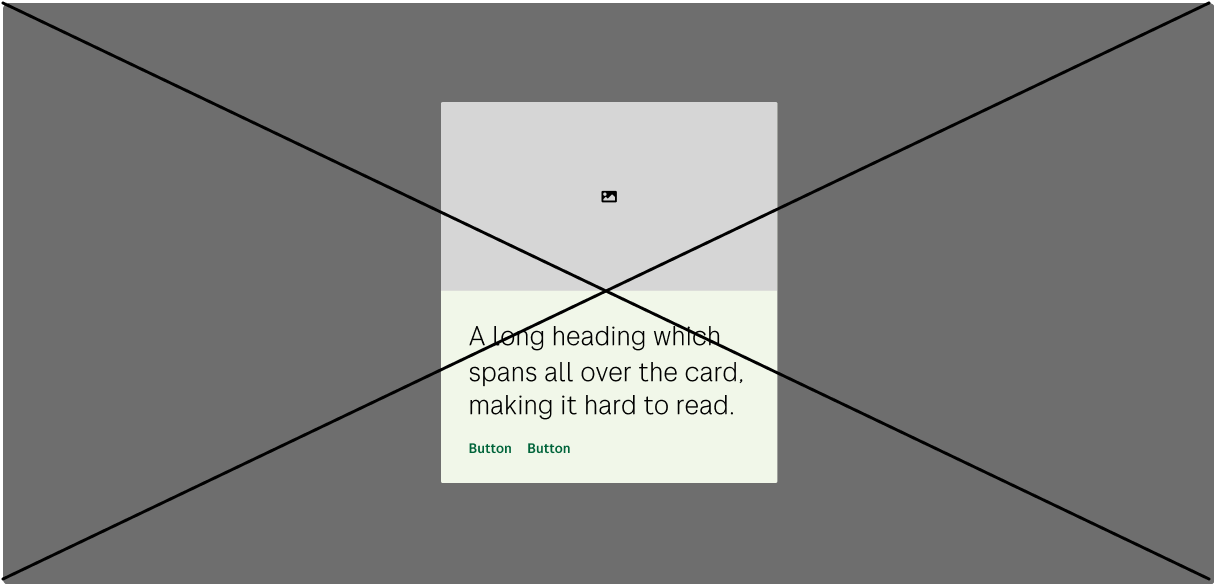 A long heading which
spans all over the card,
making it hard to read.
Button Button